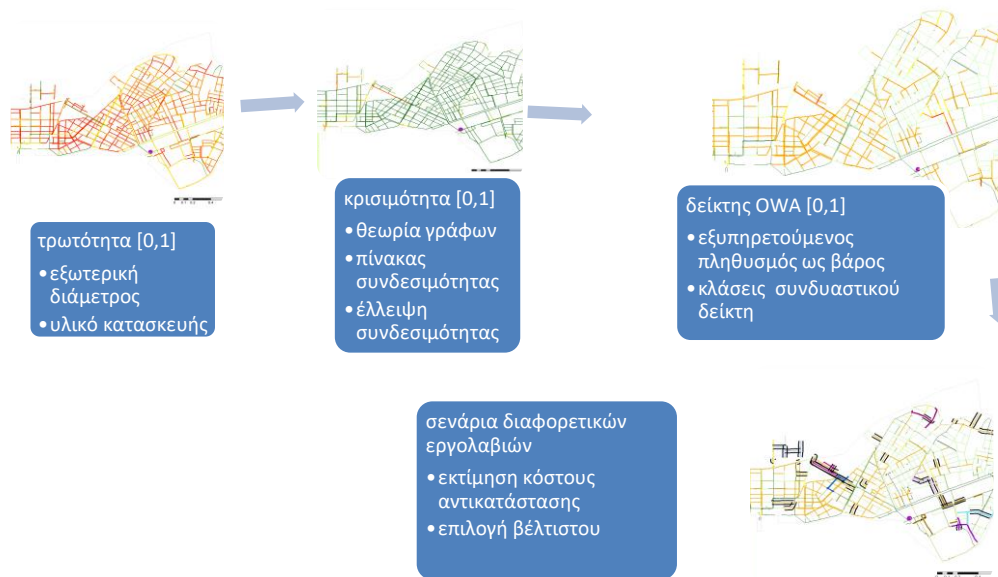 τρωτότητα [0,1]
•εξωτερική
διάμετρος
•υλικό κατασκευής
κρισιμότητα [0,1]
•θεωρία γράφων
•πίνακας
συνδεσιμότητας
•έλλειψη
συνδεσιμότητας
δείκτης OWA [0,1]
•εξυπηρετούμενος
πληθυσμός ως βάρος
•κλάσεις συνδυαστικού
δείκτη
σενάρια διαφορετικών
εργολαβιών
•εκτίμηση κόστους
αντικατάστασης
•επιλογή βέλτιστου